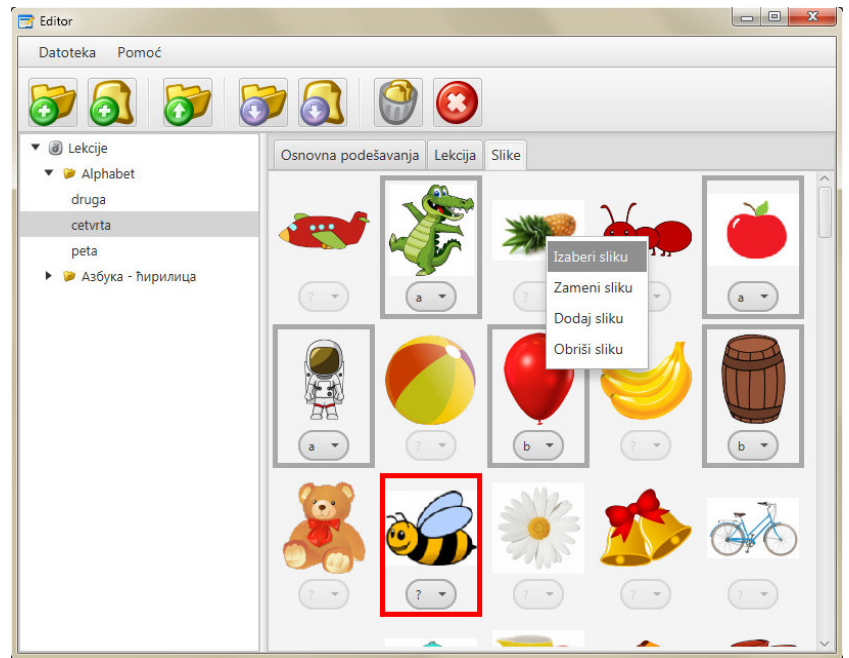 Editor
Datoteka Pomoć
Lekcije
Alphabet
druga
cetvrta
peta
Азбука - ћирилица
Osnovna podešavanja Lekcija Slike
? a ? a
Izaberi sliku
Zameni sliku
Dodaj sliku
Obriši sliku
a ? b ? b
? ? ? ? ?